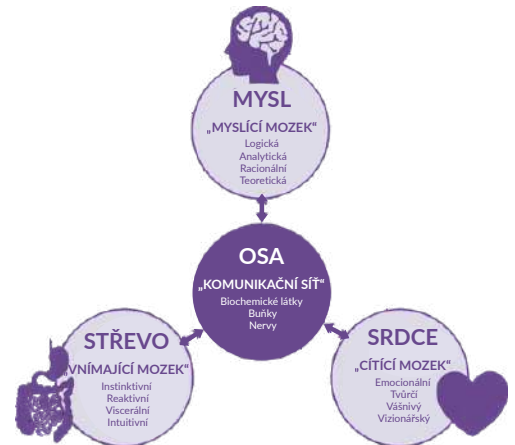 MYSL
„MYSLÍCÍ MOZEK“
Logická
Analytická
Racionální
Teoretická
OSA
„KOMUNIKAČNÍ SÍŤ“
Biochemické látky
Buňky
Nervy
STŘEVO
„VNÍMAJÍCÍ MOZEK“
Instinktivní
Reaktivní
Viscerální
Intuitivní
SRDCE
„CÍTÍCÍ MOZEK“
Emocionální
Tvůrčí
Vášnivý
Vizionářský